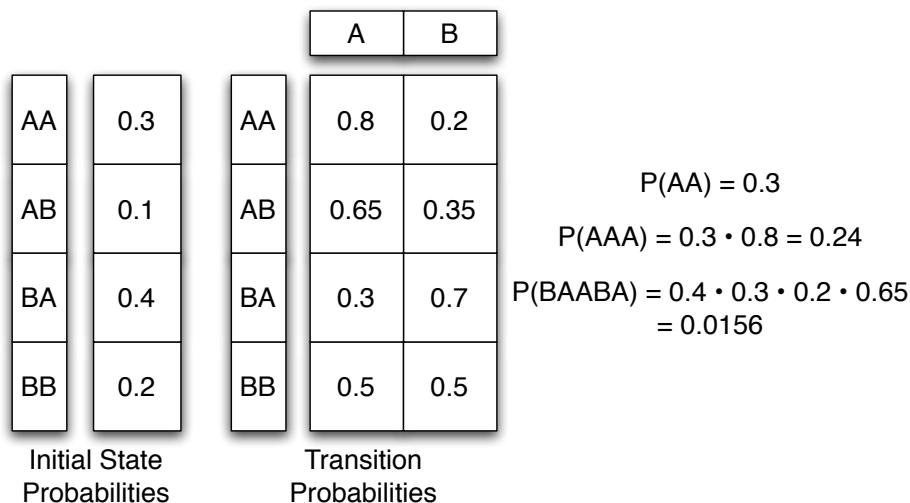 A B
AA 0.3 AA 0.8 0.2
AB 0.1 AB 0.65 0.35
BA 0.4 BA 0.3 0.7
BB 0.2 BB 0.5 0.5
Initial State
Probabilities
Transition
Probabilities
P(AA) = 0.3
P(AAA) = 0.3 • 0.8 = 0.24
P(BAABA) = 0.4 • 0.3 • 0.2 • 0.65
= 0.0156